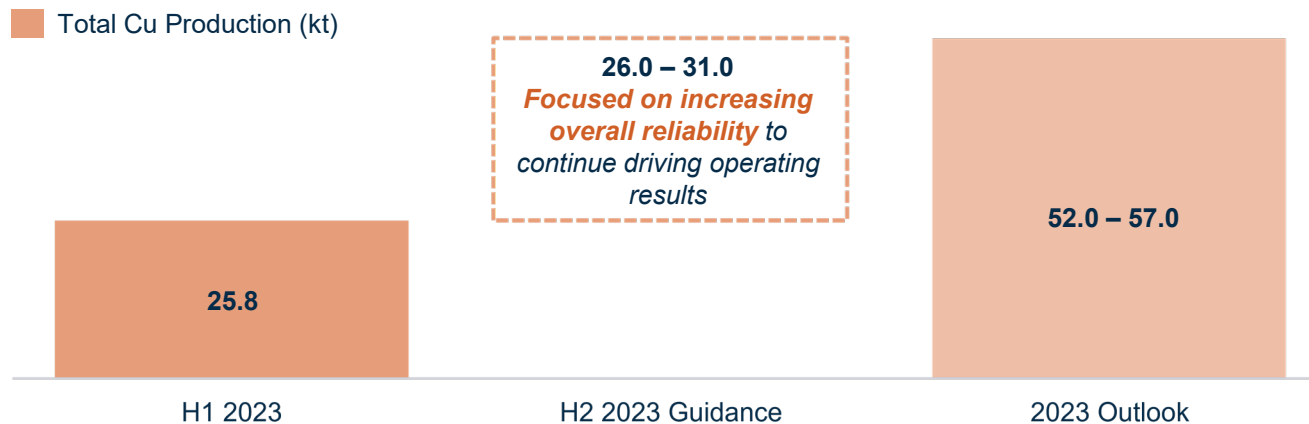 Total Cu Production (kt)
26.0 – 31.0
Focused on increasing
overall reliability to
continue driving operating
results
52.0 – 57.0
25.8
H1 2023
H2 2023 Guidance
2023 Outlook